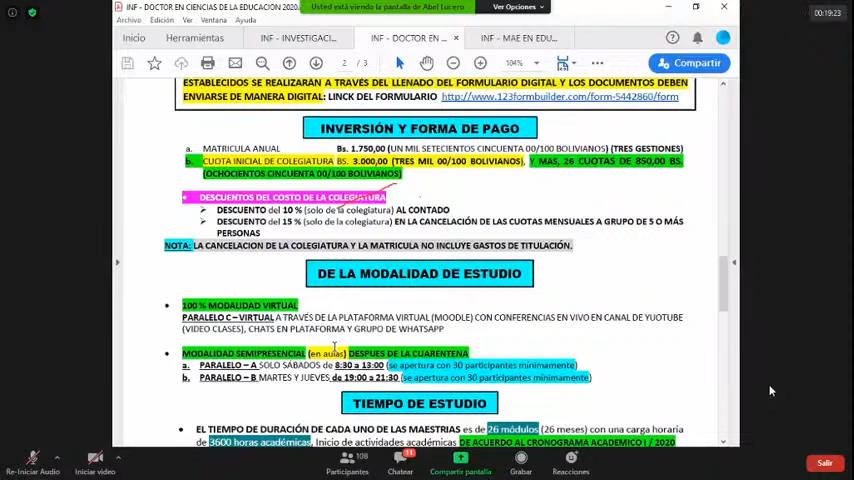 INF - DOCTOR EN CIENCIAS DE LA EDUCACION 2020.
Usted está viendo la pantalla de Abel Lucero
Ver Opciones
00:19:23
Archivo Edición Ver Ventana Ayuda
Inicio Herramientas INF - INVESTIGACI... INF - DOCTOR EN ... × INF - MAE EN EDU...
2 / 3 104% Compartir
ESTABLECIDOS SE REALIZARÁN A TRAVÉS DEL LLENADO DEL FORMULARIO DIGITAL Y LOS DOCUMENTOS DEBEN
ENVIARSE DE MANERA DIGITAL: LINCK DEL FORMULARIO http://www.123formbuilder.com/form-5442860/form
INVERSIÓN Y FORMA DE PAGO
a. MATRICULA ANUAL Bs. 1.750,00 (UN MIL SETECIENTOS CINCUENTA 00/100 BOLIVIANOS) (TRES GESTIONES)
b. CUOTA INICIAL DE COLEGIATURA BS. 3.000,00 (TRES MIL 00/100 BOLIVIANOS), Y MAS, 26 CUOTAS DE 850,00 BS.
(OCHOCIENTOS CINCUENTA 00/100 BOLIVIANOS)
• DESCUENTOS DEL COSTO DE LA COLEGIATURA
➢ DESCUENTO del 10 % (solo de la colegiatura) AL CONTADO
➢ DESCUENTO del 15 % (solo de la colegiatura) EN LA CANCELACIÓN DE LAS CUOTAS MENSUALES A GRUPO DE 5 O MÁS
PERSONAS
NOTA: LA CANCELACION DE LA COLEGIATURA Y LA MATRICULA NO INCLUYE GASTOS DE TITULACIÓN.
DE LA MODALIDAD DE ESTUDIO
• 100 % MODALIDAD VIRTUAL
PARALELO C – VIRTUAL A TRAVÉS DE LA PLATAFORMA VIRTUAL (MOODLE) CON CONFERENCIAS EN VIVO EN CANAL DE YUOTUBE
(VIDEO CLASES), CHATS EN PLATAFORMA Y GRUPO DE WHATSAPP
• MODALIDAD SEMIPRESENCIAL (en aulas) DESPUES DE LA CUARENTENA
a. PARALELO – A SOLO SÁBADOS de 8:30 a 13:00 (se apertura con 30 participantes mínimamente)
b. PARALELO – B MARTES Y JUEVES de 19:00 a 21:30 (se apertura con 30 participantes mínimamente)
TIEMPO DE ESTUDIO
• EL TIEMPO DE DURACIÓN DE CADA UNO DE LAS MAESTRIAS es de 26 módulos (26 meses) con una carga horaria
de 3600 horas académicas, Inicio de actividades académicas DE ACUERDO AL CRONOGRAMA ACADEMICO I / 2020
108 11
Re-Iniciar Audio Iniciar video Participantes Chatear Compartir pantalla Grabar Reacciones Salir